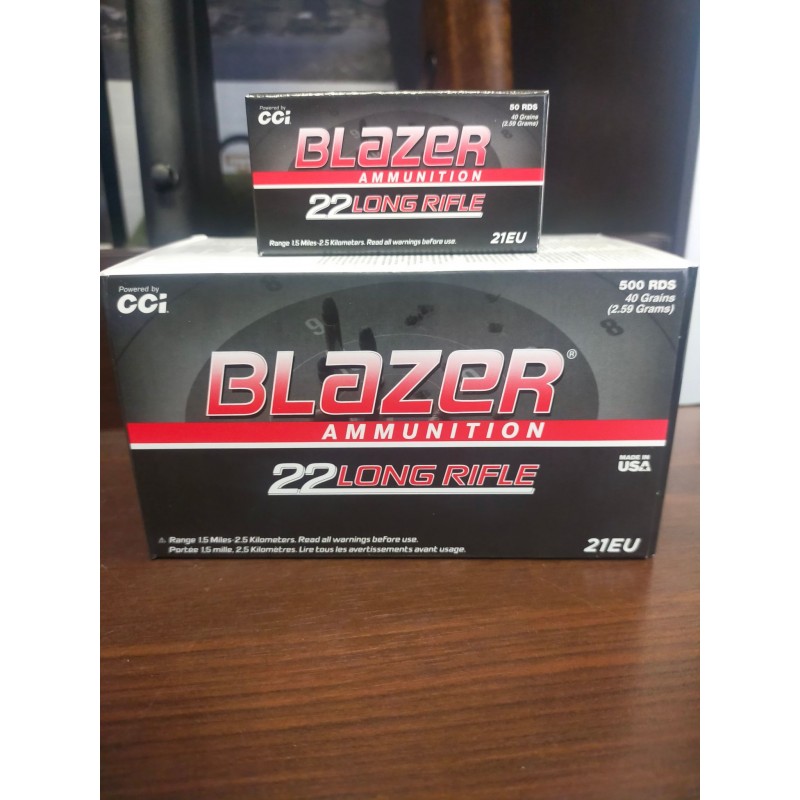 Powered by
CCI
50 RDS
40 Grains
(2.59 Grams)
BLAZER
AMMUNITION
22 LONG RIFLE
Range 1.5 Miles-2.5 Kilometers. Read all warnings before use.
21EU
Powered by
CCI
500 RDS
40 Grains
(2.59 Grams)
9
8
BLAZER®
AMMUNITION
MADE IN
USA
22 LONG RIFLE
⚠ Range 1.5 Miles-2.5 Kilometers. Read all warnings before use.
Portée 1.5 mille, 2.5 Kilomètres. Lire tous les avertissements avant usage.
21EU